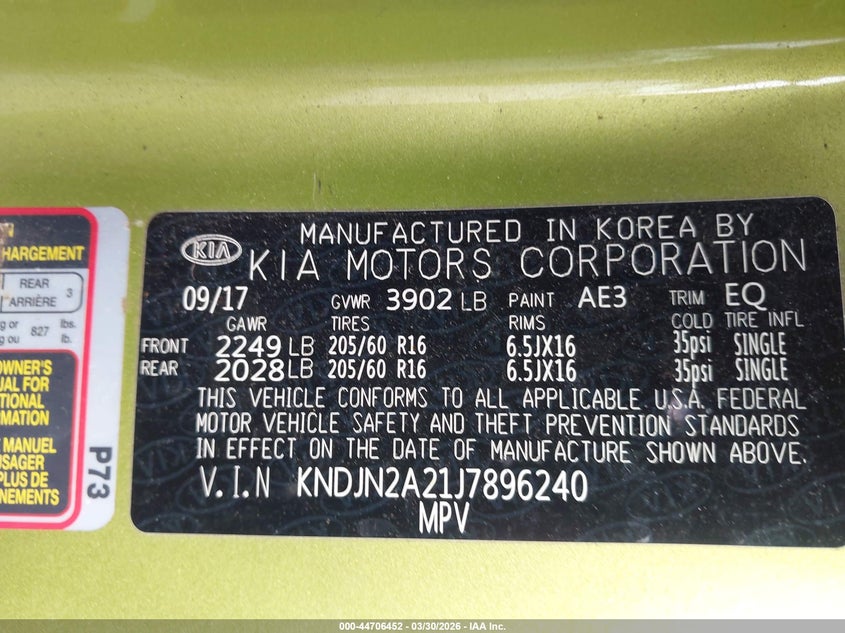 HARGEMENT
REAR
ARRIÈRE 3
827
lbs.
lb.
OWNER'S
UAL FOR
MATION
MANUEL
PLUS DE
NEMENTS
P73
KIA
MANUFACTURED IN KOREA BY
KIA MOTORS CORPORATION
09/17 GVWR 3902 LB PAINT AE3 TRIM EQ
GAWR TIRES RIMS COLD TIRE INFL
FRONT 2249 LB 205/60 R16 6.5JX16 35psi SINGLE
REAR 2028 LB 205/60 R16 6.5JX16 35psi SINGLE
THIS VEHICLE CONFORMS TO ALL APPLICABLE U.S.A. FEDERAL
MOTOR VEHICLE SAFETY AND THEFT PREVENTION STANDARDS
IN EFFECT ON THE DATE OF MANUFACTURE SHOWN ABOVE.
V.I.N KNDJN2A21J7896240
MPV
000-44706452 - 03/30/2026 - IAA Inc.